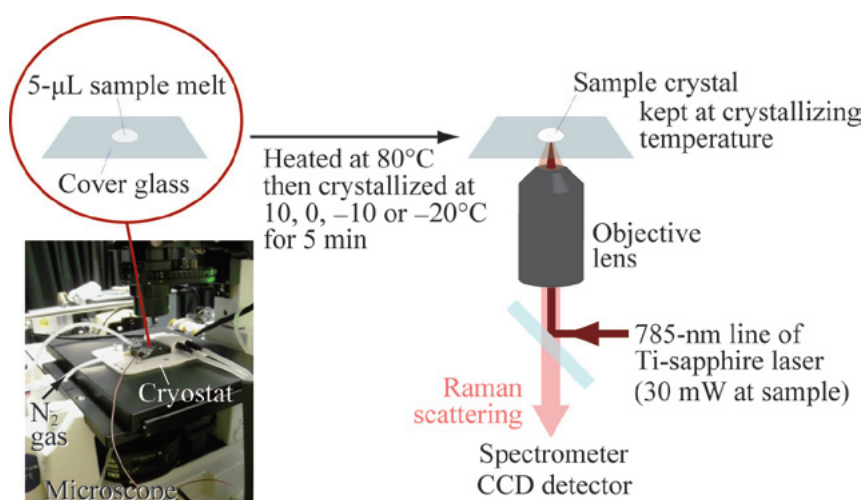 5-µL sample melt
Cover glass
Heated at 80°C
then crystallized at
10, 0, –10 or –20°C
for 5 min
Sample crystal
kept at crystallizing
temperature
Objective
lens
785-nm line of
Ti-sapphire laser
(30 mW at sample)
Raman
scattering
Spectrometer
CCD detector
Cryostat
N2
gas
Microscope